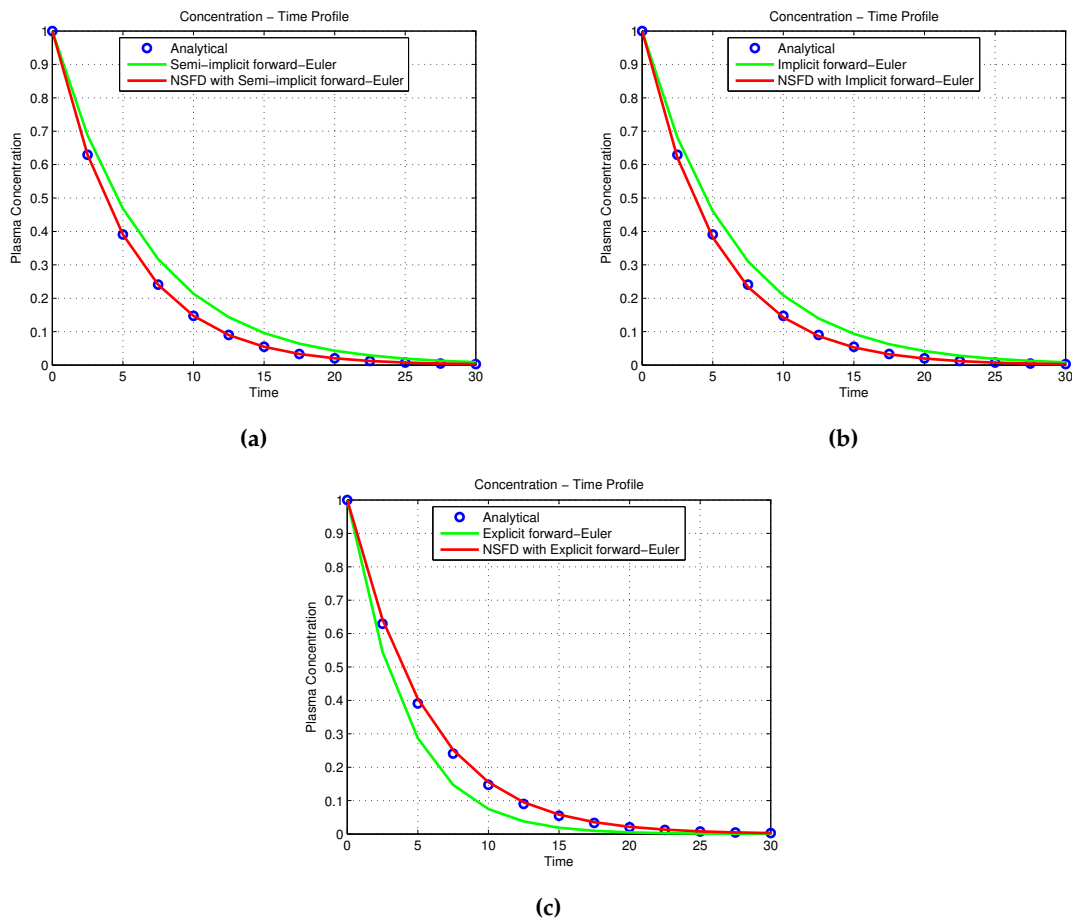 Concentration − Time Profile
Analytical
Semi−implicit forward−Euler
NSFD with Semi−implicit forward−Euler
Plasma Concentration
1
0.9
0.8
0.7
0.6
0.5
0.4
0.3
0.2
0.1
0
0 5 10 15 20 25 30
Time
(a)
Concentration − Time Profile
Analytical
Implicit forward−Euler
NSFD with Implicit forward−Euler
Plasma Concentration
1
0.9
0.8
0.7
0.6
0.5
0.4
0.3
0.2
0.1
0
0 5 10 15 20 25 30
Time
(b)
Concentration − Time Profile
Analytical
Explicit forward−Euler
NSFD with Explicit forward−Euler
Plasma Concentration
1
0.9
0.8
0.7
0.6
0.5
0.4
0.3
0.2
0.1
0
0 5 10 15 20 25 30
Time
(c)